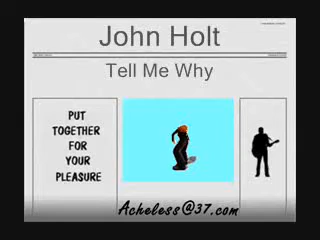 John Holt
Tell Me Why
PUT
TOGETHER
FOR
YOUR
PLEASURE
Acheless@37.com